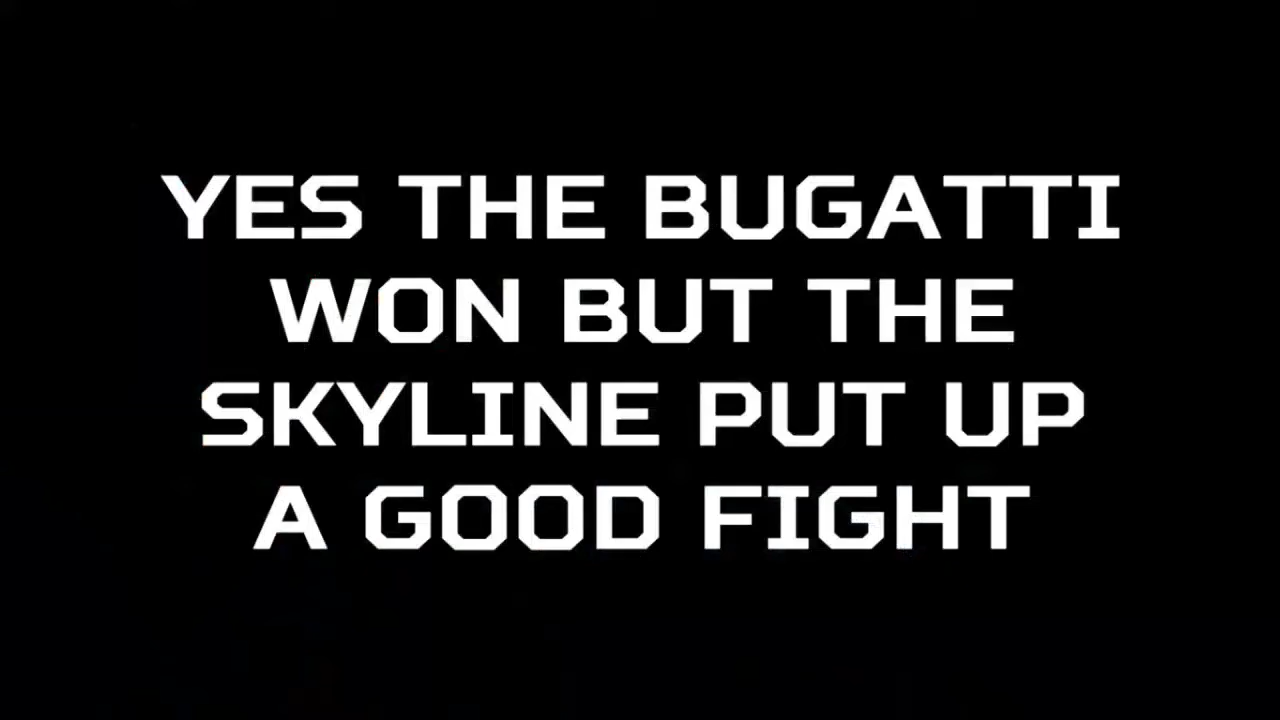 YES THE BUGATTI
WON BUT THE
SKYLINE PUT UP
A GOOD FIGHT